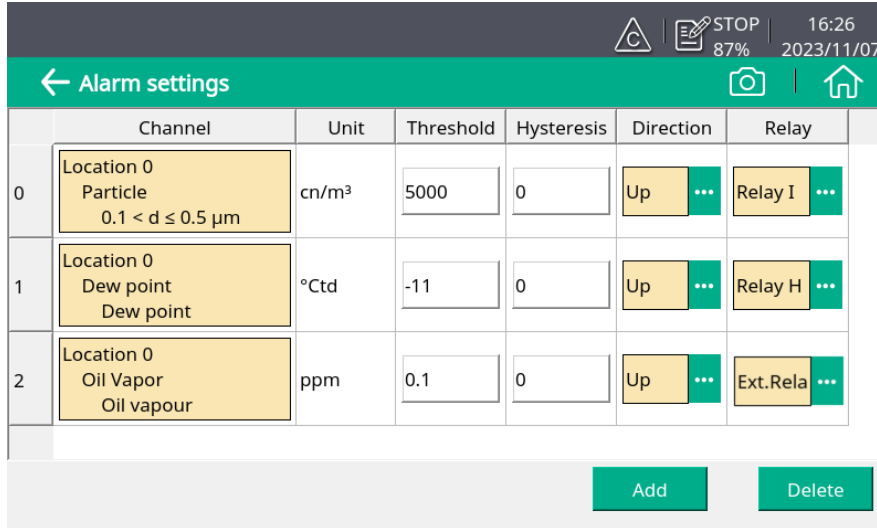 STOP
16:26
87%
2023/11/07
C
Alarm settings
Channel Unit Threshold Hysteresis Direction Relay
0
Location 0
Particle
0.1 < d ≤ 0.5 µm
cn/m³
5000
0
Up
Relay I
1
Location 0
Dew point
Dew point
°Ctd
-11
0
Up
Relay H
2
Location 0
Oil Vapor
Oil vapour
ppm
0.1
0
Up
Ext.Rela
Add
Delete